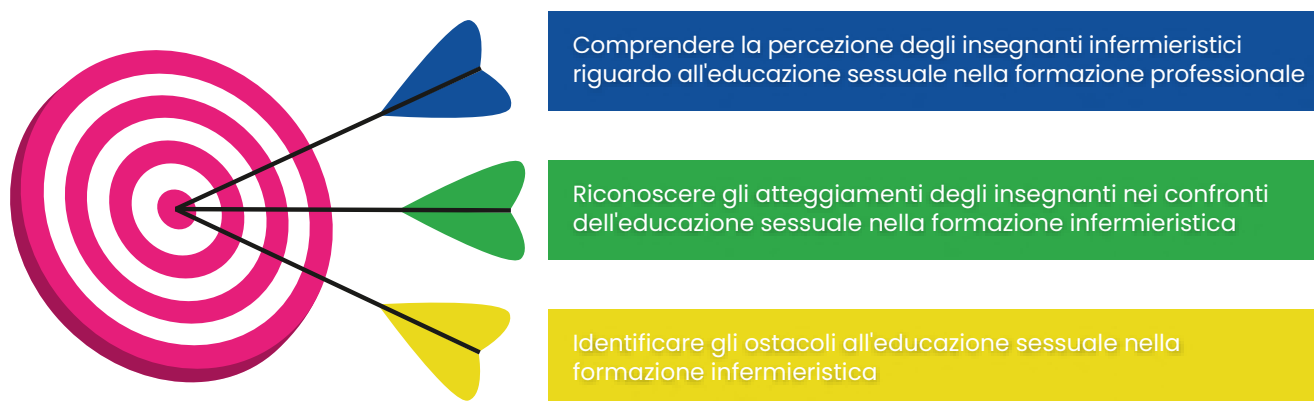 Comprendere la percezione degli insegnanti infermieristici
riguardo all'educazione sessuale nella formazione professionale
Riconoscere gli atteggiamenti degli insegnanti nei confronti
dell'educazione sessuale nella formazione infermieristica
Identificare gli ostacoli all'educazione sessuale nella
formazione infermieristica